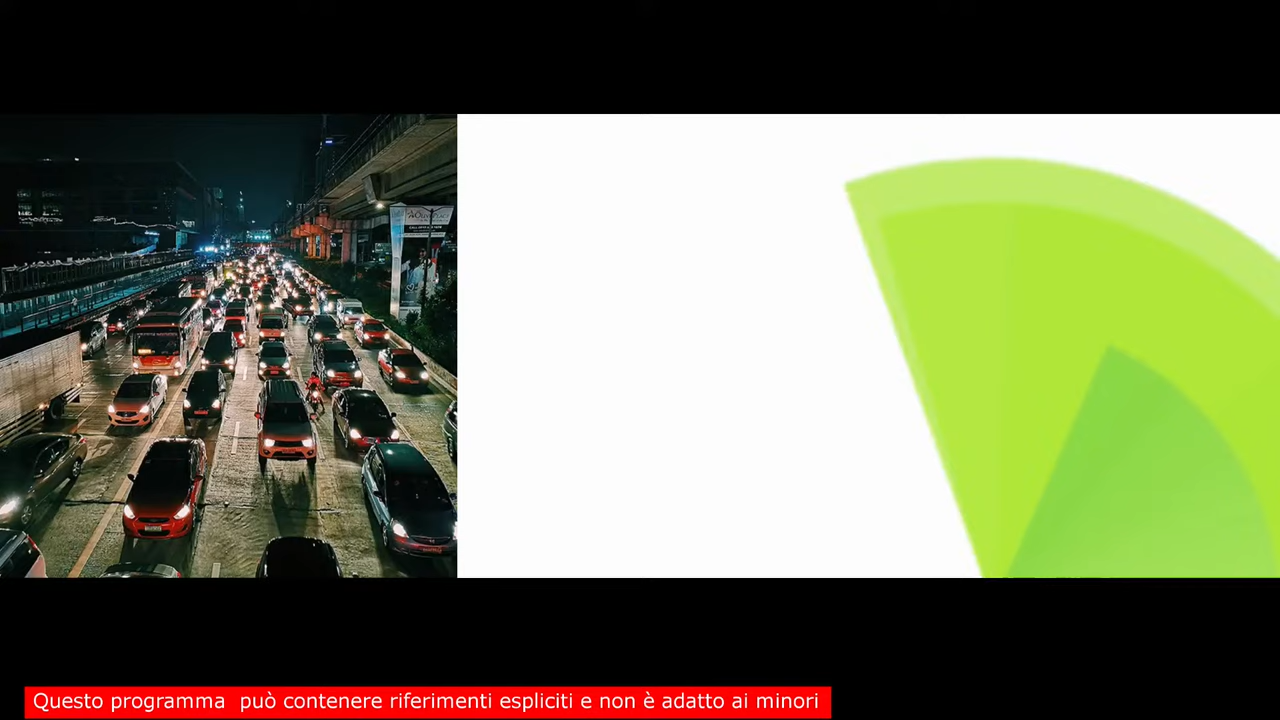 Questo programma  può contenere riferimenti espliciti e non è adatto ai minori